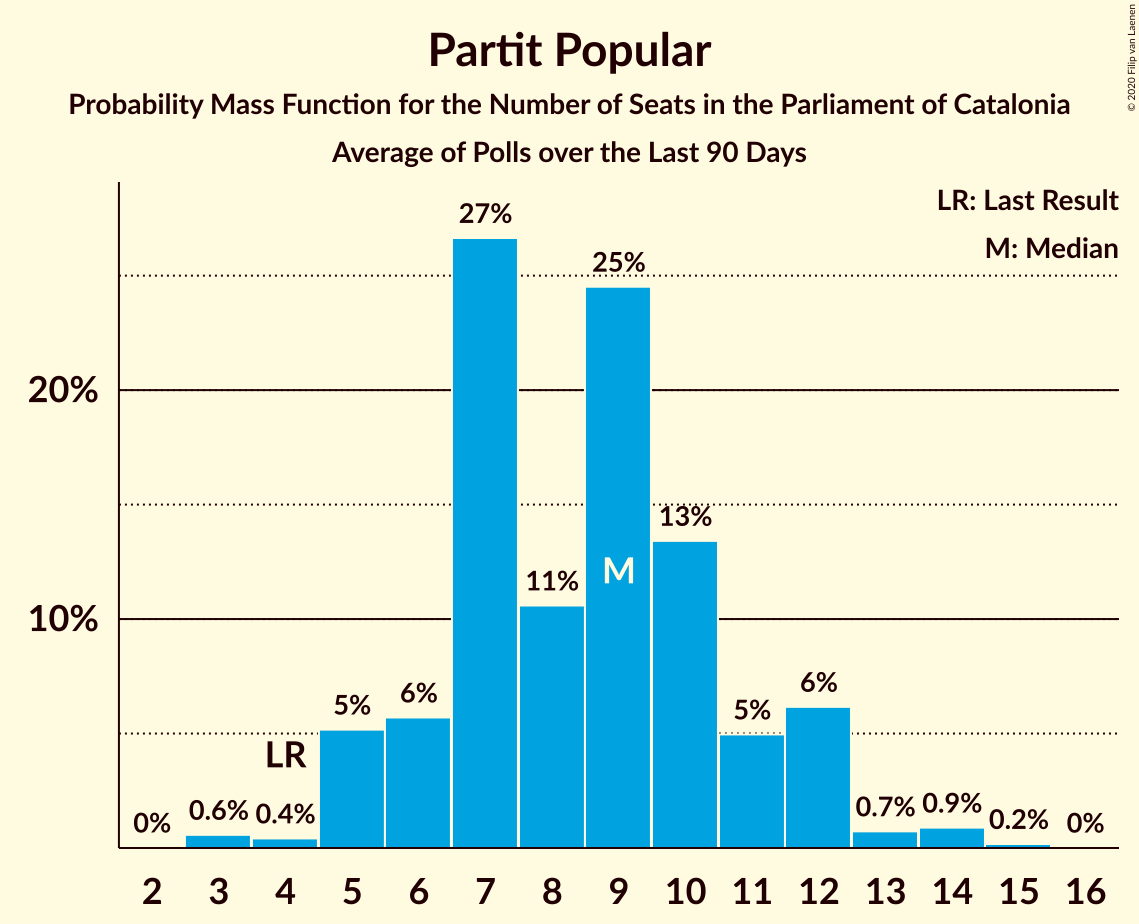 Partit Popular
Probability Mass Function for the Number of Seats in the Parliament of Catalonia
Average of Polls over the Last 90 Days
© 2020 Filip van Laenen
LR: Last Result
M: Median
27%
25%
20%
13%
M
11%
10%
6%
6%
5%
5%
LR
0.9%
0.7%
0.6%
0.4%
0.2%
0%
0%
2 3 4 5 6 7 8 9 10 11 12 13 14 15 16